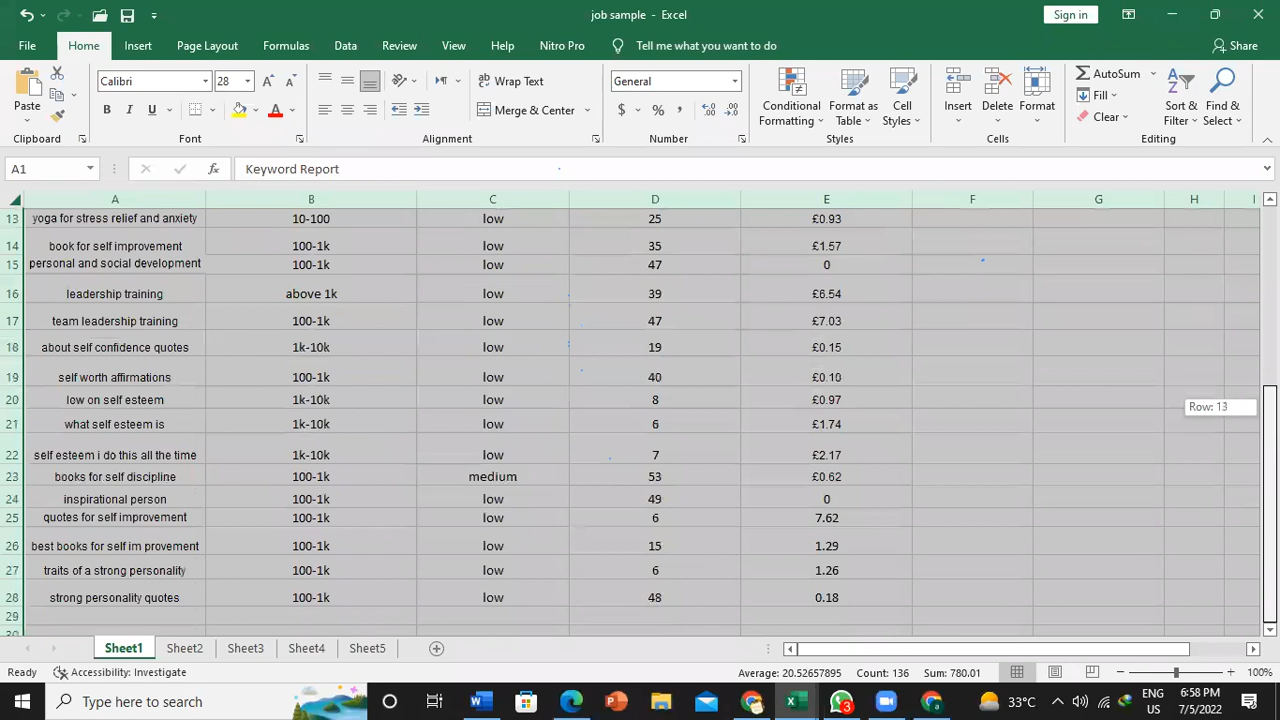 job sample - Excel
Sign in
File Home Insert Page Layout Formulas Data Review View Help Nitro Pro Tell me what you want to do Share
Paste Calibri 28 Wrap Text General Conditional Formatting Format as Table Cell Styles Insert Delete Format AutoSum Sort & Filter Find & Select
B I U Merge & Center $ % , Fill
Clear
Clipboard Font Alignment Number Styles Cells Editing
A1 fx Keyword Report
A B C D E F G H I
13 yoga for stress relief and anxiety 10-100 low 25 £0.93
14 book for self improvement 100-1k low 35 £1.57
15 personal and social development 100-1k low 47 0
16 leadership training above 1k low 39 £6.54
17 team leadership training 100-1k low 47 £7.03
18 about self confidence quotes 1k-10k low 19 £0.15
19 self worth affirmations 100-1k low 40 £0.10
20 low on self esteem 1k-10k low 8 £0.97
Row: 13
21 what self esteem is 1k-10k low 6 £1.74
22 self esteem i do this all the time 1k-10k low 7 £2.17
23 books for self discipline 100-1k medium 53 £0.62
24 inspirational person 100-1k low 49 0
25 quotes for self improvement 100-1k low 6 7.62
26 best books for self im provement 100-1k low 15 1.29
27 traits of a strong personality 100-1k low 6 1.26
28 strong personality quotes 100-1k low 48 0.18
29
30
Sheet1 Sheet2 Sheet3 Sheet4 Sheet5
Ready Accessibility: Investigate Average: 20.52657895 Count: 136 Sum: 780.01 100%
Type here to search 3 33°C ENG US 6:58 PM 7/5/2022